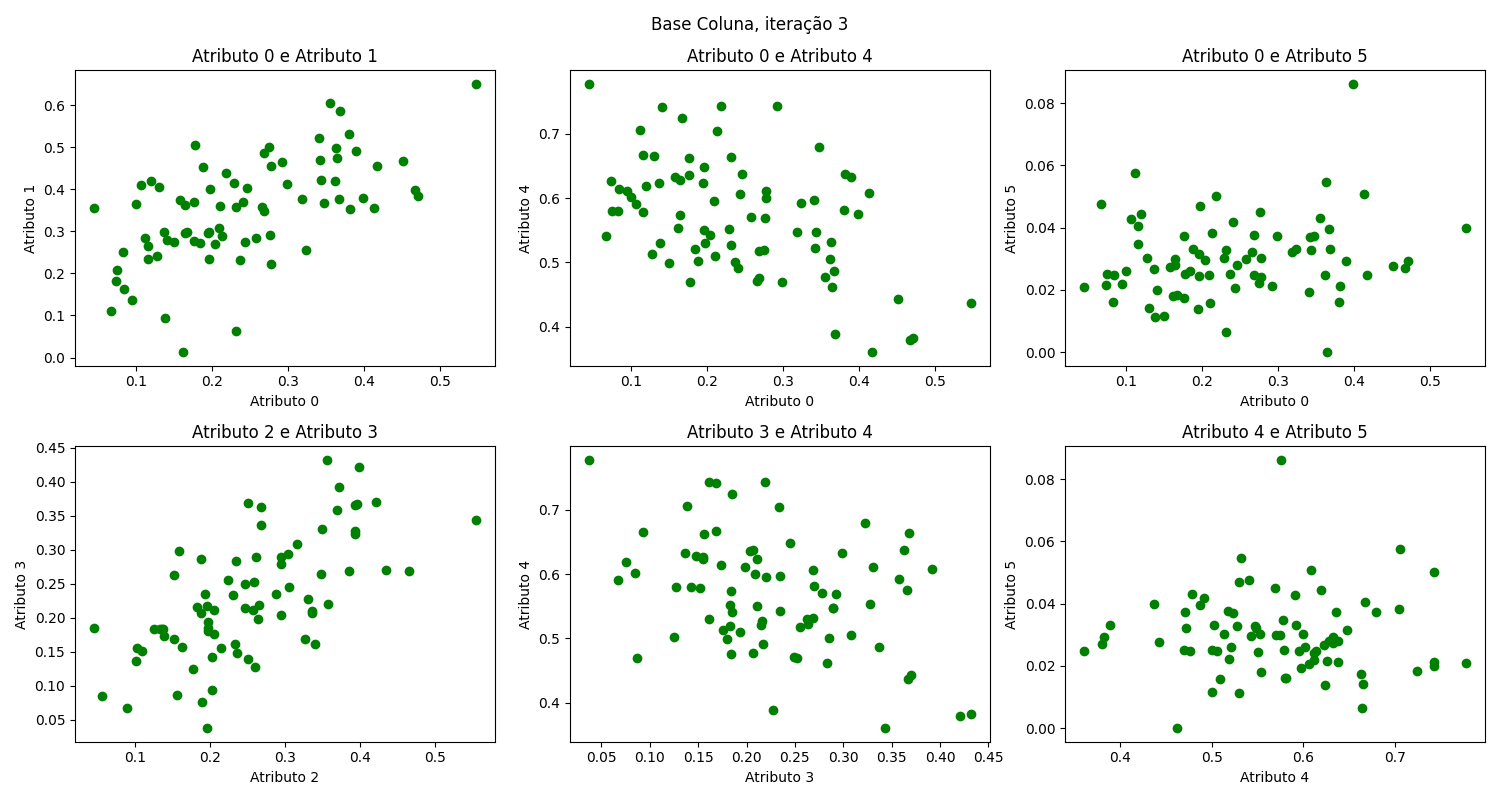 Base Coluna, iteração 3
Atributo 0 e Atributo 1
Atributo 1
0.6
0.5
0.4
0.3
0.2
0.1
0.0
0.1 0.2 0.3 0.4 0.5
Atributo 0
Atributo 0 e Atributo 4
Atributo 4
0.7
0.6
0.5
0.4
0.1 0.2 0.3 0.4 0.5
Atributo 0
Atributo 0 e Atributo 5
Atributo 5
0.08
0.06
0.04
0.02
0.00
0.1 0.2 0.3 0.4 0.5
Atributo 0
Atributo 2 e Atributo 3
Atributo 3
0.45
0.40
0.35
0.30
0.25
0.20
0.15
0.10
0.05
0.1 0.2 0.3 0.4 0.5
Atributo 2
Atributo 3 e Atributo 4
Atributo 4
0.7
0.6
0.5
0.4
0.05 0.10 0.15 0.20 0.25 0.30 0.35 0.40 0.45
Atributo 3
Atributo 4 e Atributo 5
Atributo 5
0.08
0.06
0.04
0.02
0.00
0.4 0.5 0.6 0.7
Atributo 4